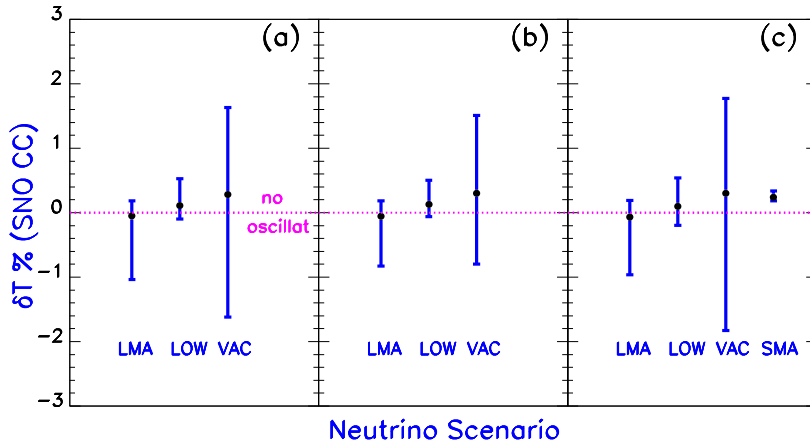 (a) (b) (c)
3
2
1
0
-1
-2
-3
δT % (SNO CC)
no
oscillat
LMA LOW VAC
LMA LOW VAC
LMA LOW VAC SMA
Neutrino Scenario